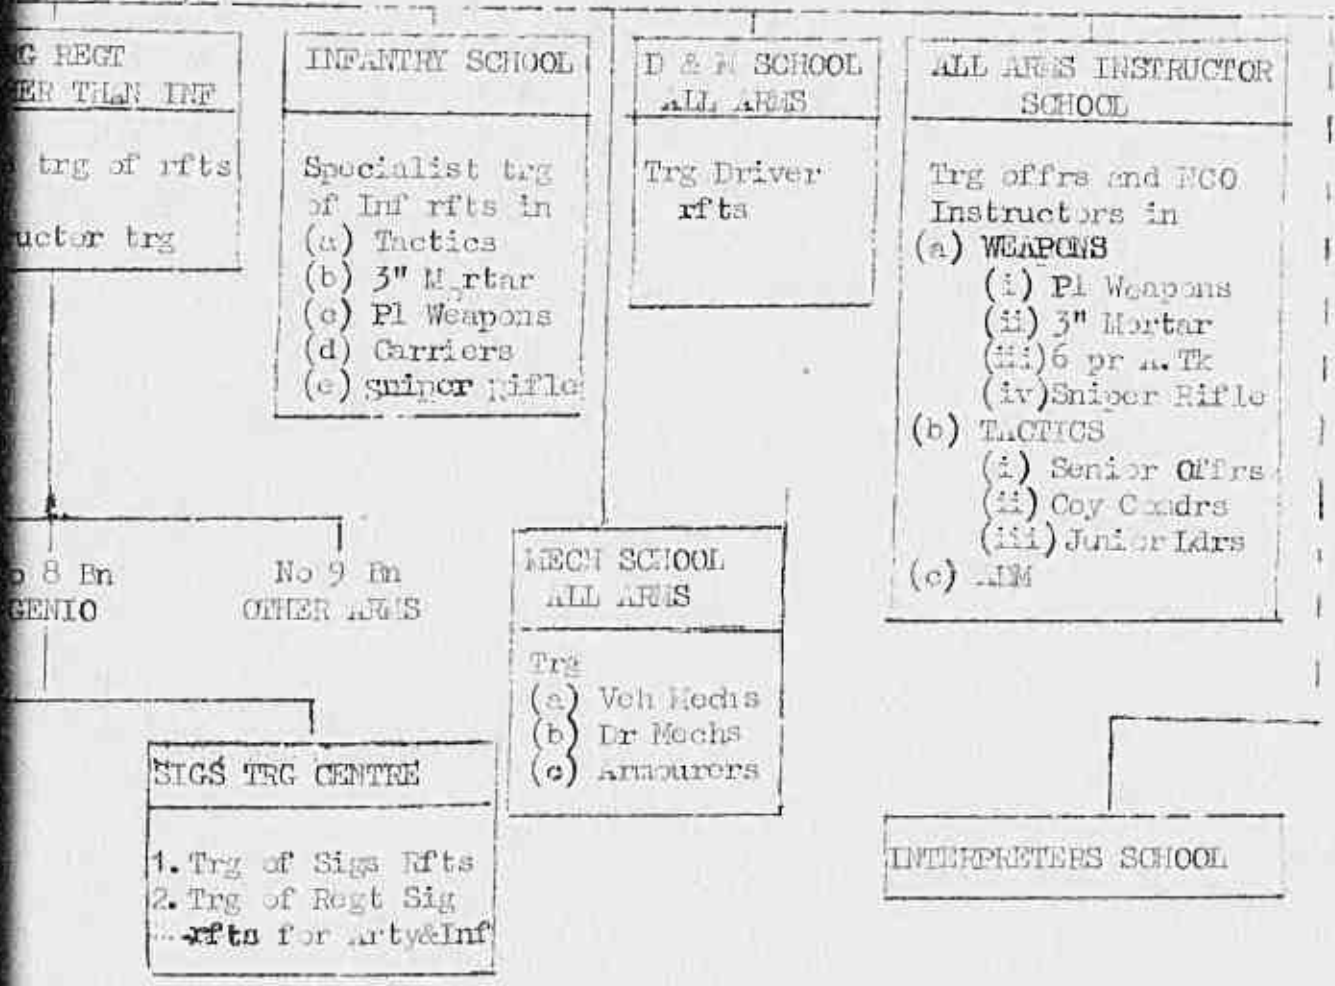 G REGT
ER THAN INF
trg of rfts
uctor trg
INFANTRY SCHOOL
Specialist trg
of Inf rfts in
(a) Tactics
(b) 3" Mortar
(c) Pl Weapons
(d) Carriers
(e) sniper rifle
D & M SCHOOL
ALL ARMS
Trg Driver
rfts
ALL ARMS INSTRUCTOR
SCHOOL
Trg offrs and NCO
Instructors in
(a) WEAPONS
(i) Pl Weapons
(ii) 3" Mortar
(iii)6 pr A.Tk
(iv)Sniper Rifle
(b) TACTICS
(i) Senior Offrs
(ii) Coy Comdrs
(iii)Junior Ldrs
(c)
o 8 Bn
GENIO
No 9 Bn
OTHER ARMS
MECH SCHOOL
ALL ARMS
Trg
(a) Veh Mechs
(b) Dr Mechs
(c) Armourers
SIGS TRG CENTRE
1. Trg of Sigs Rfts
2. Trg of Regt Sig
rfts for Arty&Inf
INTERPRETERS SCHOOL